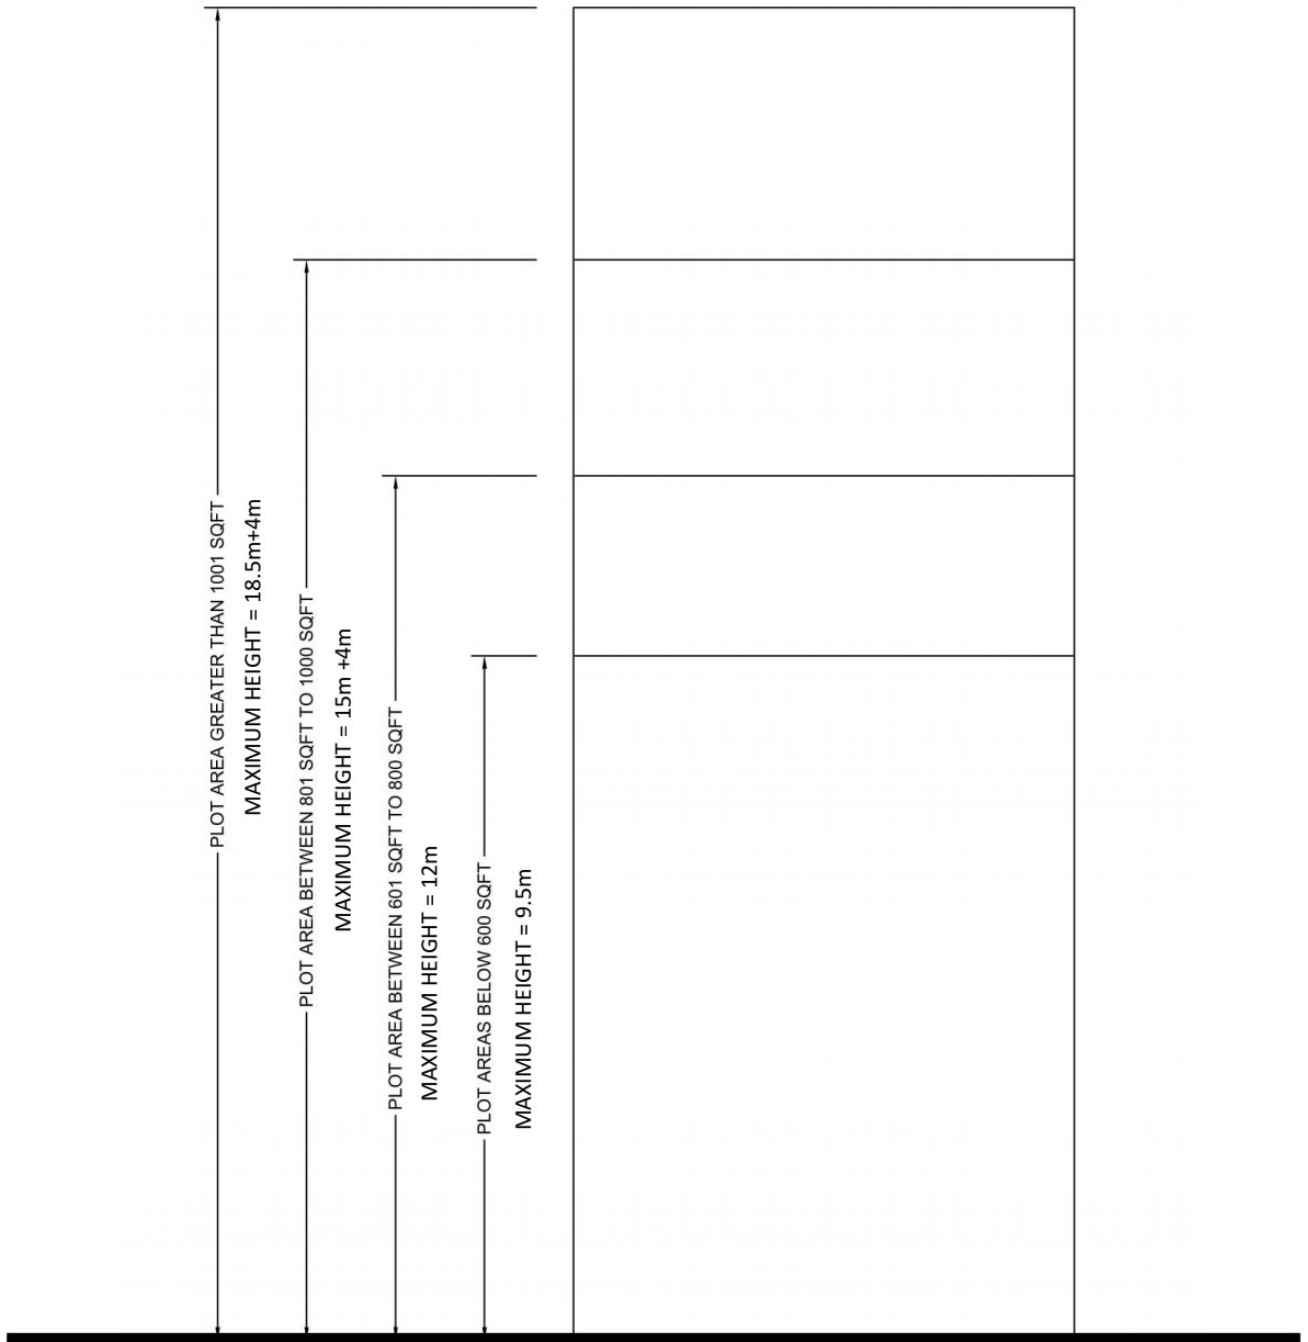 PLOT AREA GREATER THAN 1001 SQFT
MAXIMUM HEIGHT = 18.5m+4m
PLOT AREA BETWEEN 801 SQFT TO 1000 SQFT
MAXIMUM HEIGHT = 15m +4m
PLOT AREA BETWEEN 601 SQFT TO 800 SQFT
MAXIMUM HEIGHT = 12m
PLOT AREAS BELOW 600 SQFT
MAXIMUM HEIGHT = 9.5m